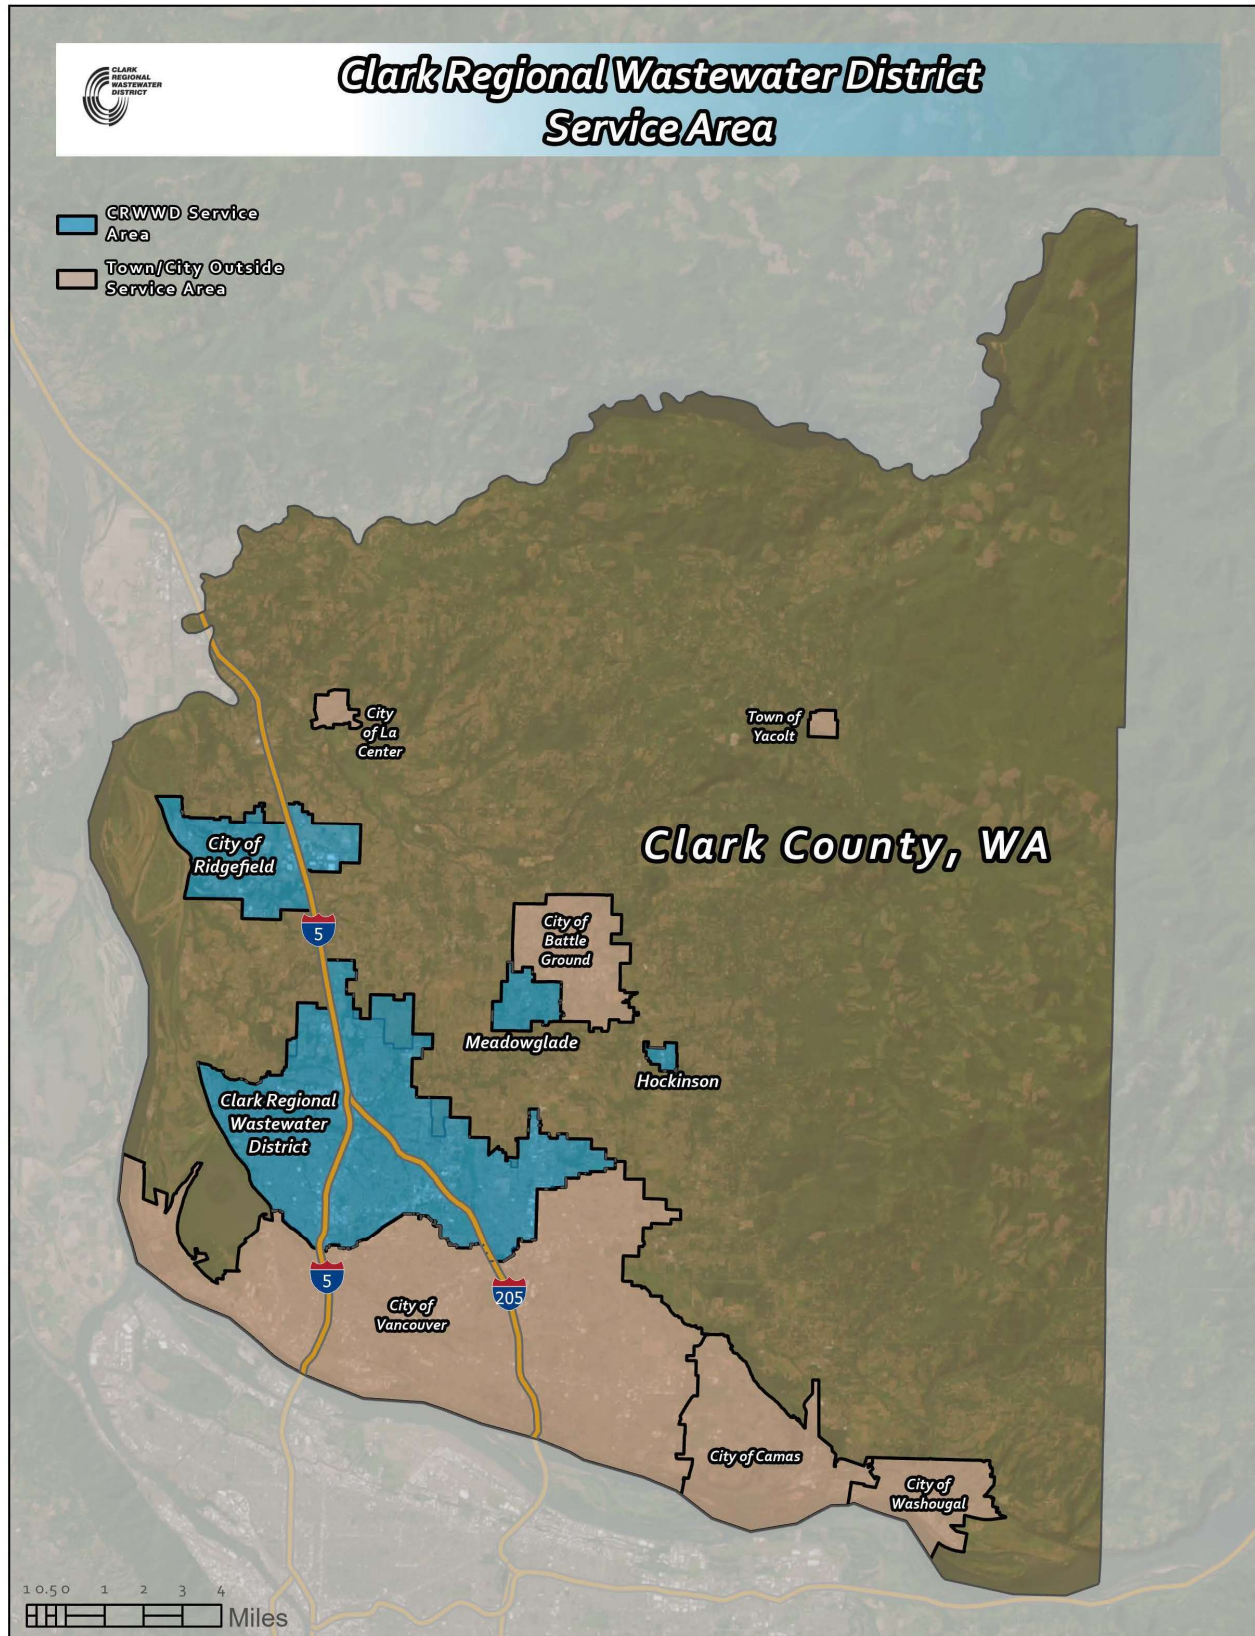 CLARK
REGIONAL
WASTEWATER
DISTRICT
Clark Regional Wastewater District
Service Area
CRWWD Service
Area
Town/City Outside
Service Area
City
of La
Center
Town of
Yacolt
City of
Ridgefield
Clark County, WA
5
City of
Battle
Ground
Meadowglade
Hockinson
Clark Regional
Wastewater
District
5
205
City of
Vancouver
City of Camas
City of
Washougal
1 0.5 0 1 2 3 4
Miles